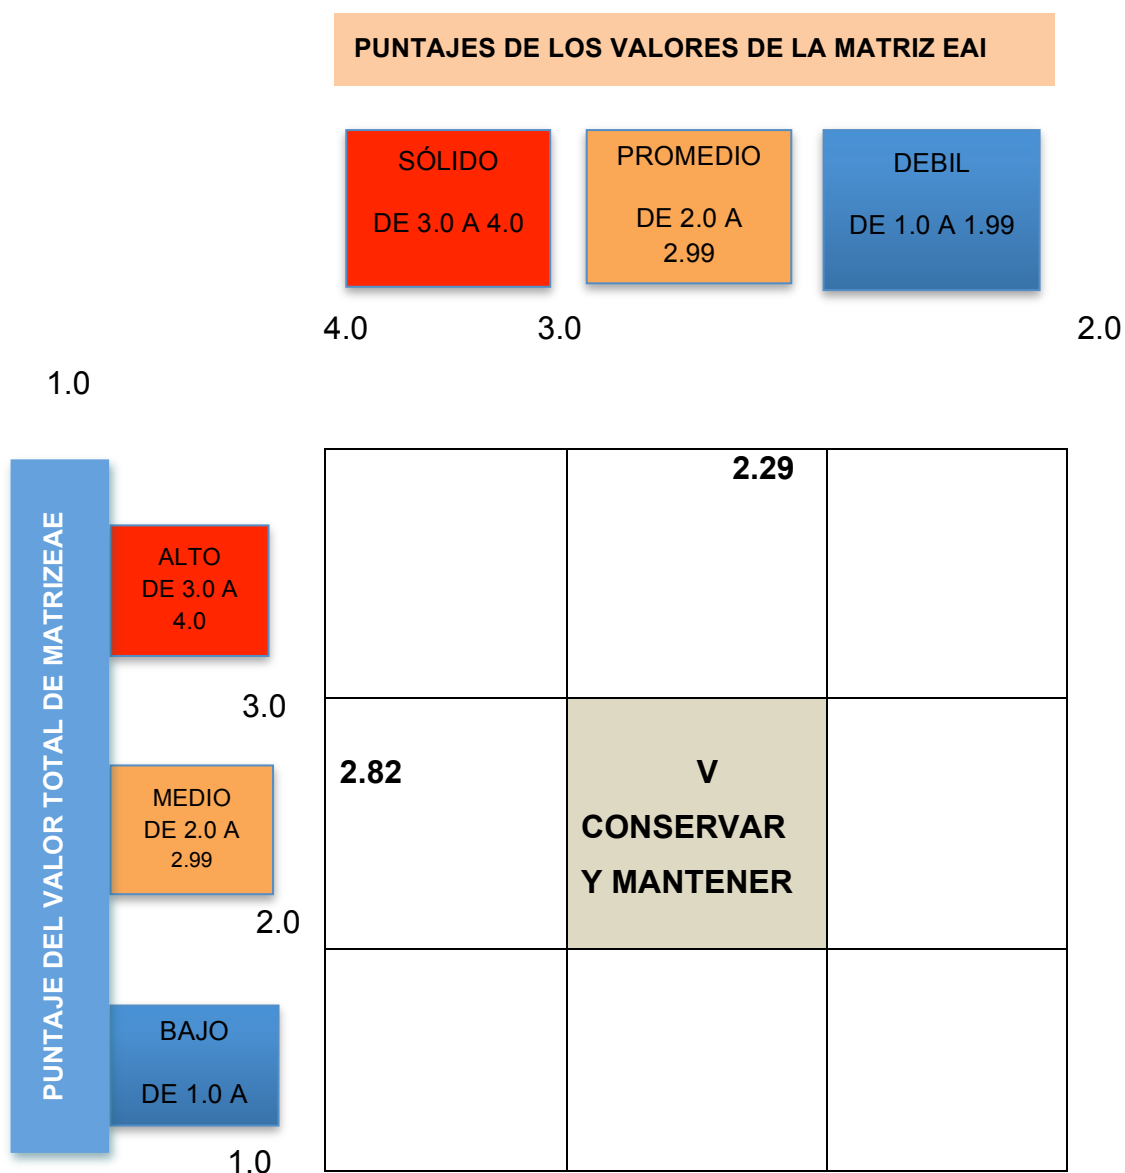 PUNTAJES DE LOS VALORES DE LA MATRIZ EAI
SÓLIDO
DE 3.0 A 4.0
PROMEDIO
DE 2.0 A
2.99
DEBIL
DE 1.0 A 1.99
4.0 3.0 2.0
1.0
PUNTAJE DEL VALOR TOTAL DE MATRIZEAE
ALTO
DE 3.0 A
4.0
2.29
3.0
MEDIO
DE 2.0 A
2.99
2.82
V
CONSERVAR
Y MANTENER
2.0
BAJO
DE 1.0 A
1.0